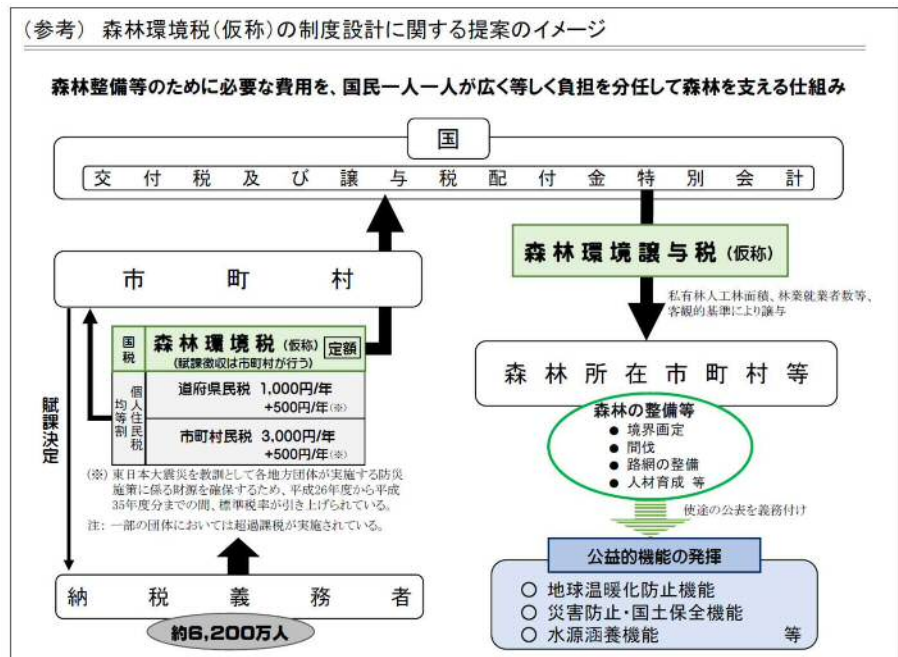 (参考) 森林環境税(仮称)の制度設計に関する提案のイメージ
森林整備等のために必要な費用を、国民一人一人が広く等しく負担を分任して森林を支える仕組み
国
交付税及び譲与税配付金特別会計
市町村
国税
森林環境税(仮称) 定額
(賦課徴収は市町村が行う)
個人住民税
均等割
道府県民税 1,000円/年
+500円/年(※)
市町村民税 3,000円/年
+500円/年(※)
賦課決定
(※) 東日本大震災を教訓として各地方団体が実施する防災
施策に係る財源を確保するため、平成26年度から平成
35年度分までの間、標準税率が引き上げられている。
注: 一部の団体においては超過課税が実施されている。
納税義務者
約6,200万人
森林環境譲与税(仮称)
私有林人工林面積、林業就業者数等、
客観的基準により譲与
森林所在市町村等
森林の整備等
● 境界画定
● 間伐
● 路網の整備
● 人材育成 等
使途の公表を義務付け
公益的機能の発揮
○ 地球温暖化防止機能
○ 災害防止・国土保全機能
○ 水源涵養機能 等